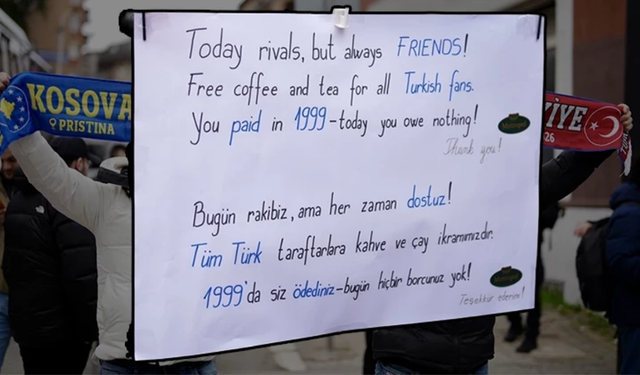 Today rivals, but always FRIENDS!
Free coffee and tea for all Turkish fans.
You paid in 1999-today you owe nothing!
Thank you!
Bugün rakibiz, ama her zaman dostuz!
Tüm Türk taraftarlara kahve ve çay ikramımızdır.
1999'da siz ödediniz-bugün hiçbir borcunuz yok!
Teşekkür ederim!
KOSOVA
PRISTINA
İYE
26